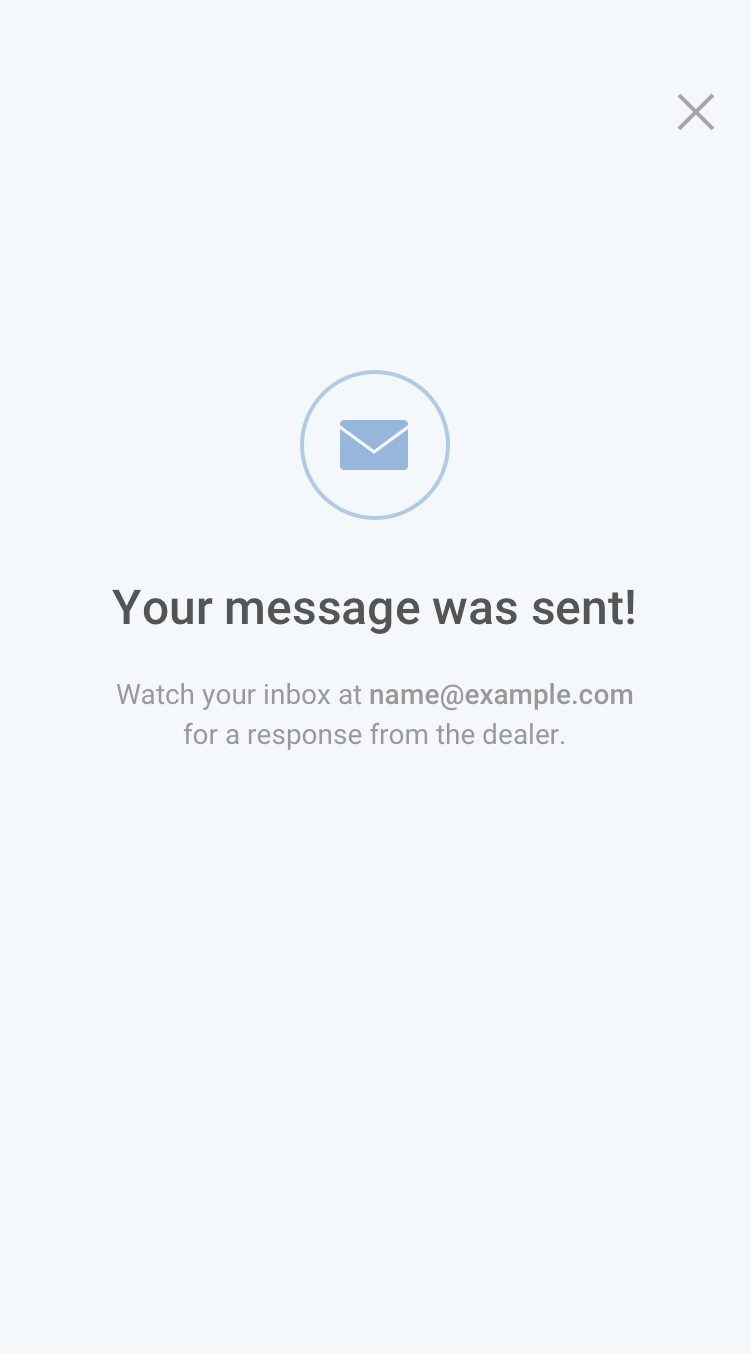 Your message was sent!
Watch your inbox at name@example.com
for a response from the dealer.